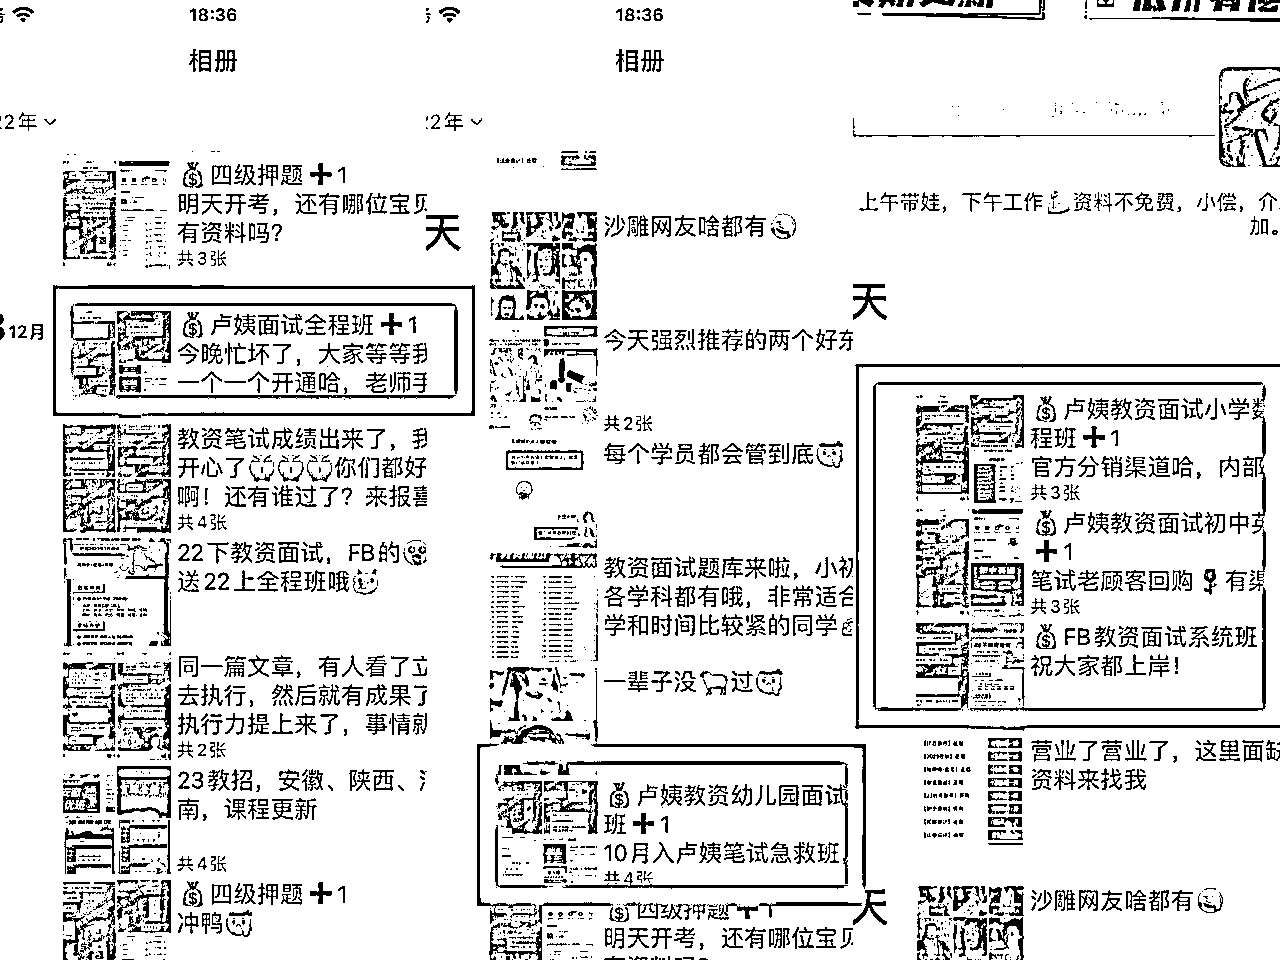 18:36
相册
22年
💰四级押题➕1
明天开考，还有哪位宝贝
有资料吗？
共3张
12月
💰卢姨面试全程班➕1
今晚忙坏了，大家等等我
一个一个开通哈，老师手
教资笔试成绩出来了，我
开心了你们都好
啊！还有谁过了？来报喜
共4张
22下教资面试，FB的
送22上全程班哦
同一篇文章，有人看了立
去执行，然后就有成果了
执行力提上来了，事情就
共2张
23教招，安徽、陕西、
南，课程更新
共4张
💰四级押题➕1
冲鸭
18:36
相册
22年
天
沙雕网友啥都有
今天强烈推荐的两个好东
共2张
每个学员都会管到底
教资面试题库来啦，小初
各学科都有哦，非常适合
学和时间比较紧的同学
一辈子没过
💰卢姨教资幼儿园面试
班➕1
10月入卢姨笔试急救班，
共4张
💰四级押题➕1
明天开考，还有哪位宝贝
上午带娃，下午工作资料不免费，小偿，介
加。
天
💰卢姨教资面试小学数
程班➕1
官方分销渠道哈，内部
共3张
💰卢姨教资面试初中英
➕1
笔试老顾客回购🌹有渠
共3张
💰FB教资面试系统班
祝大家都上岸！
营业了营业了，这里面缺
资料来找我
天
沙雕网友啥都有